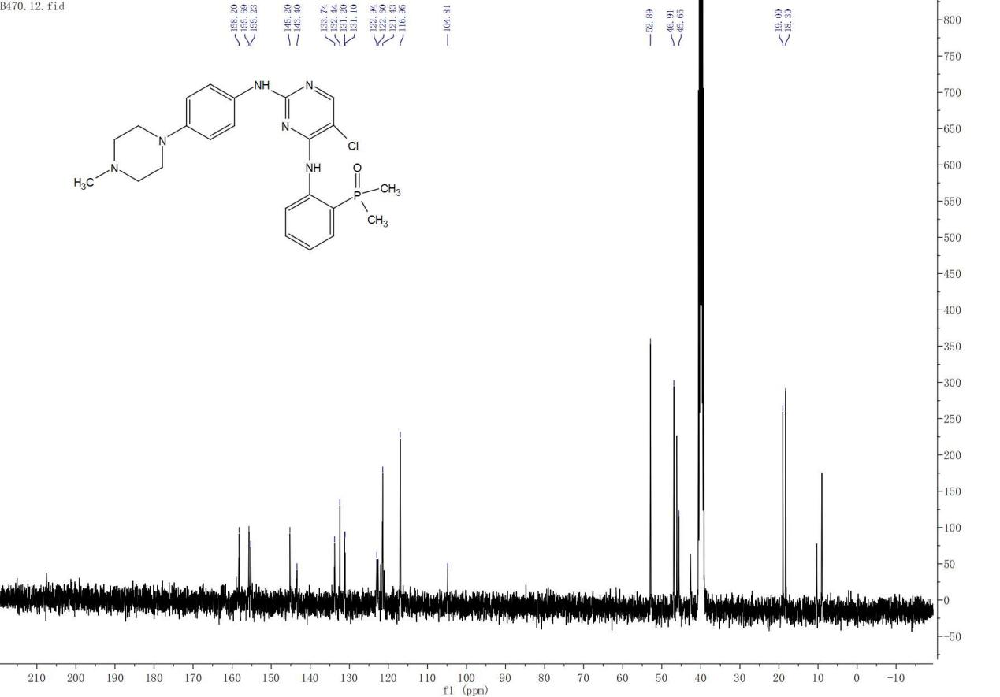 B470.12.fid
158.20
155.69
155.23
145.20
143.40
133.74
132.44
131.20
131.10
122.94
122.60
121.43
116.95
104.81
52.89
46.91
45.65
19.00
18.30
NH
N
N
Cl
NH
O
P
CH3
CH3
N
N
H3C
800
750
700
650
600
550
500
450
400
350
300
250
200
150
100
50
0
-50
210 200 190 180 170 160 150 140 130 120 110 100 90 80 70 60 50 40 30 20 10 0 -10
f1 (ppm)